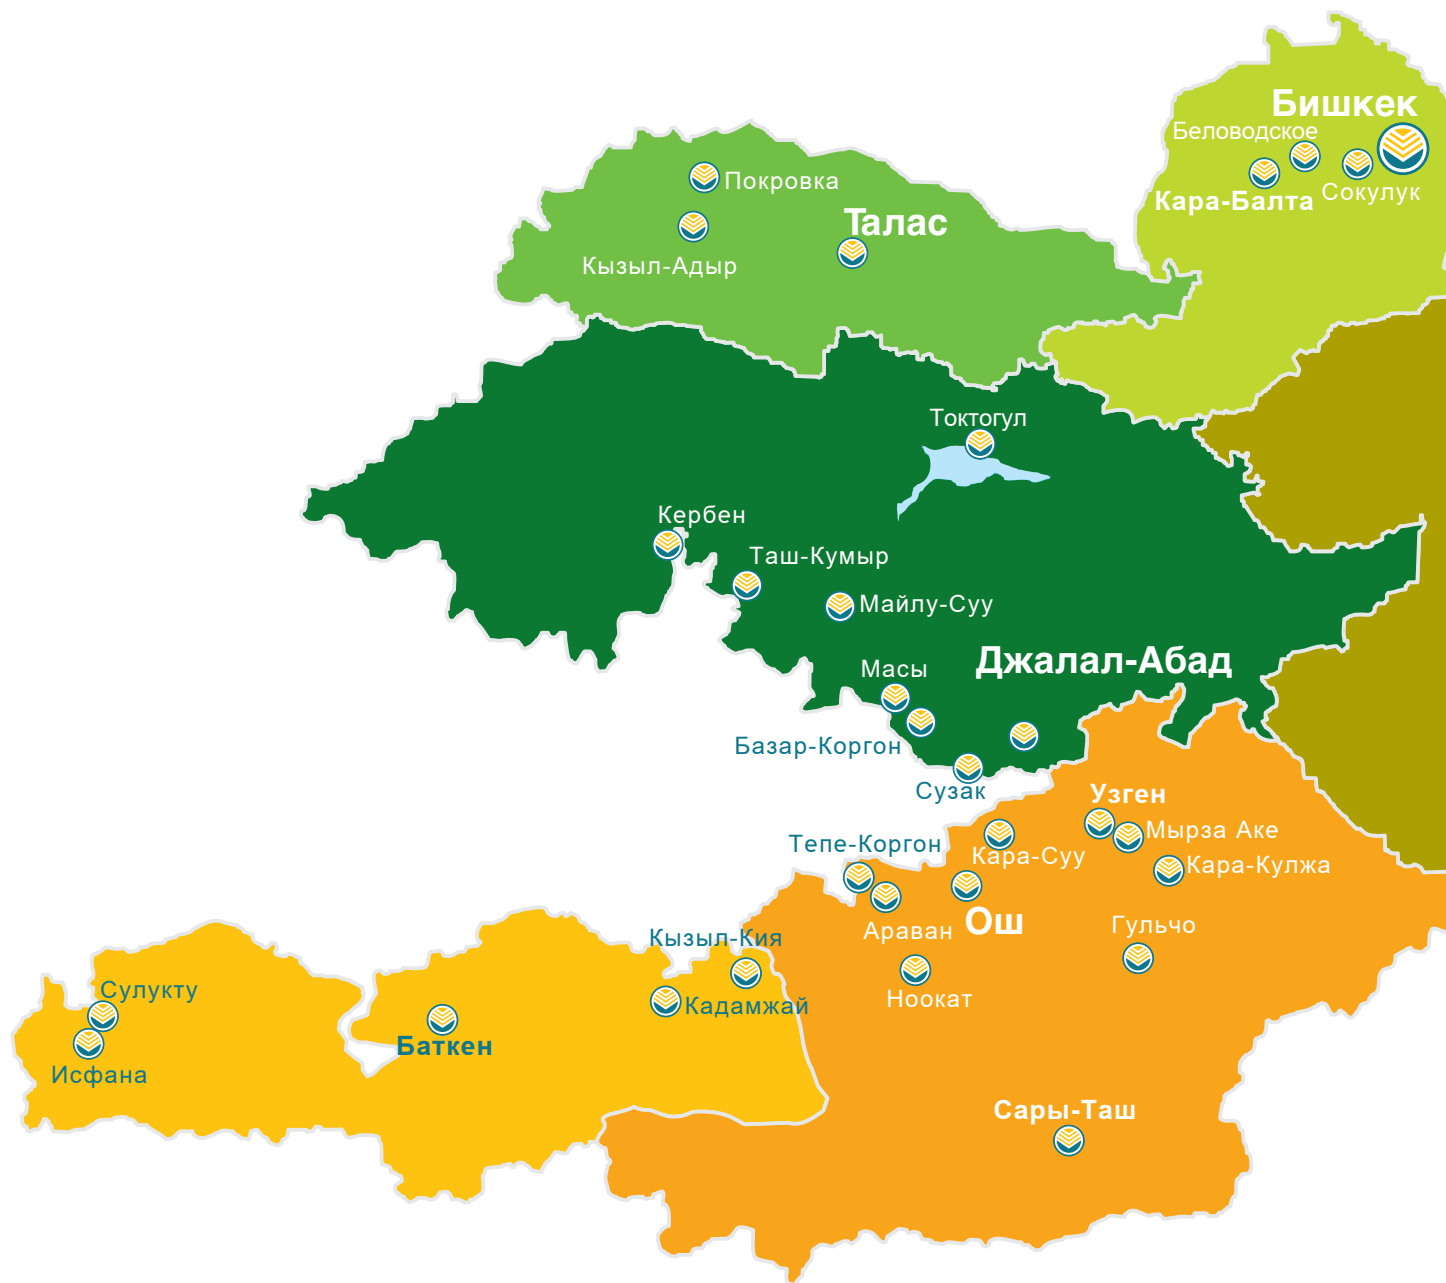 Бишкек
Беловодское
Покровка
Кара-Балта
Сокулук
Талас
Кызыл-Адыр
Токтогул
Кербен
Таш-Кумыр
Майлу-Суу
Масы
Джалал-Абад
Базар-Коргон
Сузак
Узген
Мырза Аке
Тепе-Коргон
Кара-Суу
Кара-Кулжа
Ош
Араван
Гульчо
Кызыл-Кия
Сулукту
Кадамжай
Ноокат
Баткен
Исфана
Сары-Таш